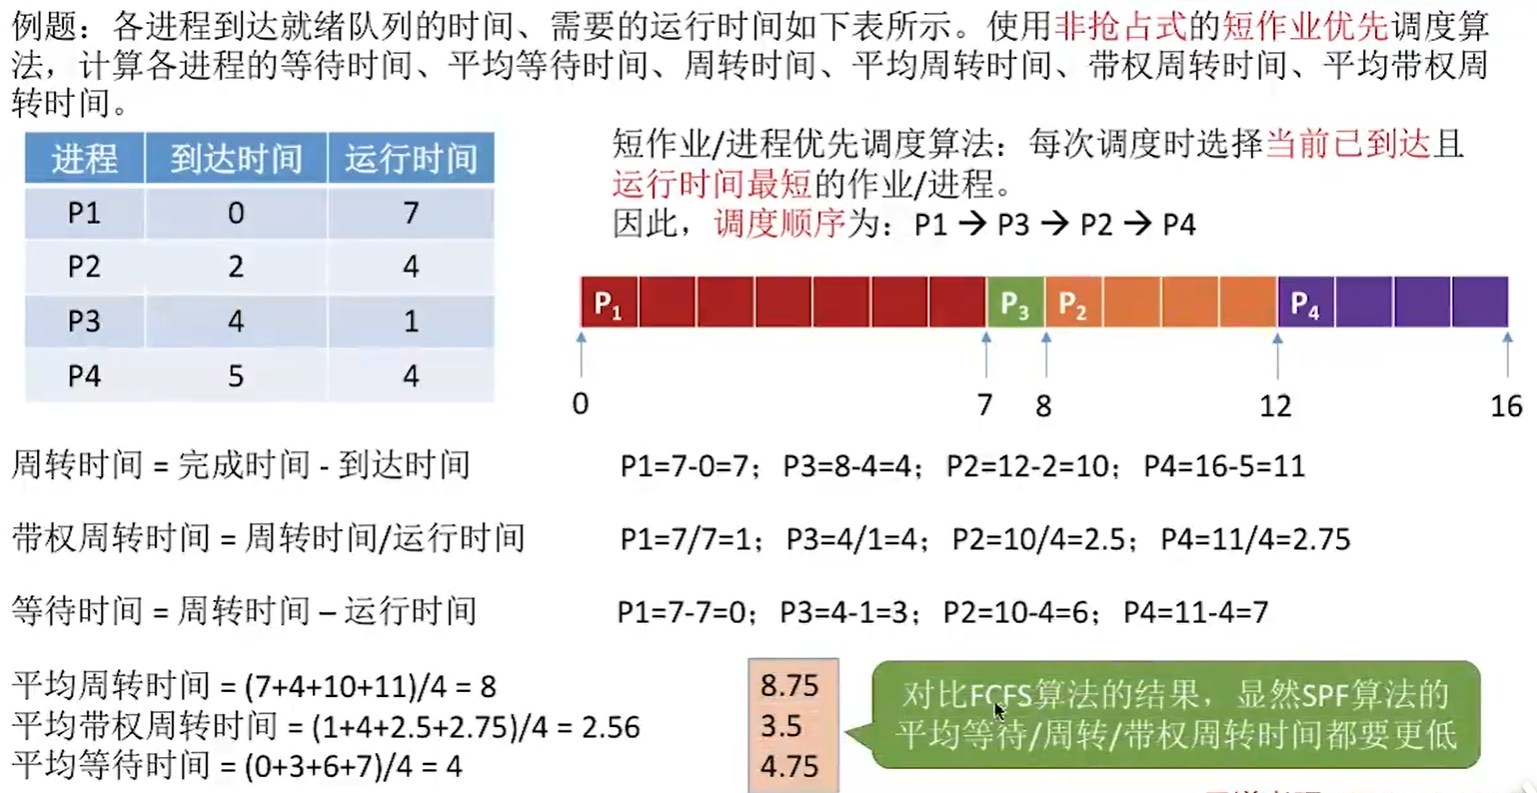 例题：各进程到达就绪队列的时间、需要的运行时间如下表所示。使用非抢占式的短作业优先调度算
法，计算各进程的等待时间、平均等待时间、周转时间、平均周转时间、带权周转时间、平均带权周
转时间。
进程 到达时间 运行时间
P1 0 7
P2 2 4
P3 4 1
P4 5 4
短作业/进程优先调度算法：每次调度时选择当前已到达且
运行时间最短的作业/进程。
因此，调度顺序为：P1 → P3 → P2 → P4
P1 P3 P2 P4
0 7 8 12 16
周转时间 = 完成时间 - 到达时间 P1=7-0=7；P3=8-4=4；P2=12-2=10；P4=16-5=11
带权周转时间 = 周转时间/运行时间 P1=7/7=1；P3=4/1=4；P2=10/4=2.5；P4=11/4=2.75
等待时间 = 周转时间 – 运行时间 P1=7-7=0；P3=4-1=3；P2=10-4=6；P4=11-4=7
平均周转时间 = (7+4+10+11)/4 = 8
平均带权周转时间 = (1+4+2.5+2.75)/4 = 2.56
平均等待时间 = (0+3+6+7)/4 = 4
8.75
3.5
4.75
对比FCFS算法的结果，显然SPF算法的
平均等待/周转/带权周转时间都要更低